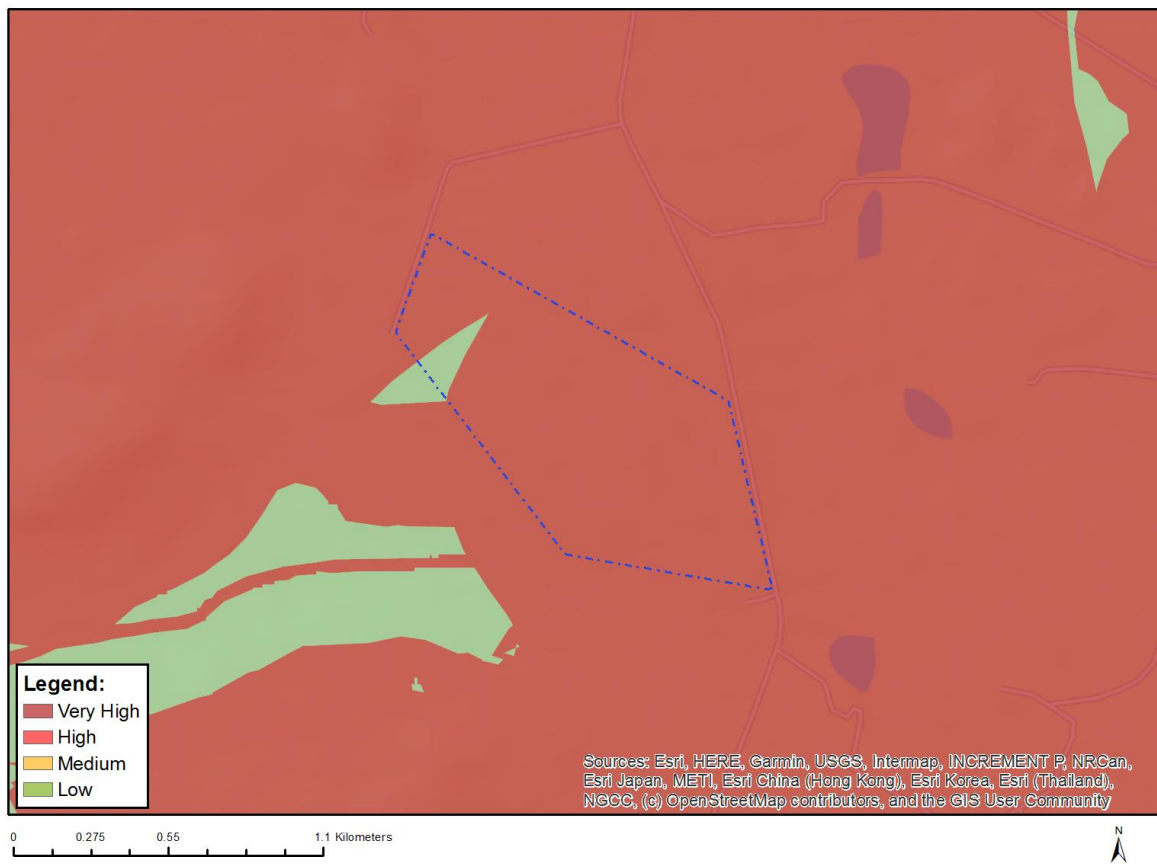 Legend:
Very High
High
Medium
Low
Sources: Esri, HERE, Garmin, USGS, Intermap, INCREMENT P, NRCan,
Esri Japan, METI, Esri China (Hong Kong), Esri Korea, Esri (Thailand),
NGCC, (c) OpenStreetMap contributors, and the GIS User Community
0 0.275 0.55 1.1 Kilometers
N